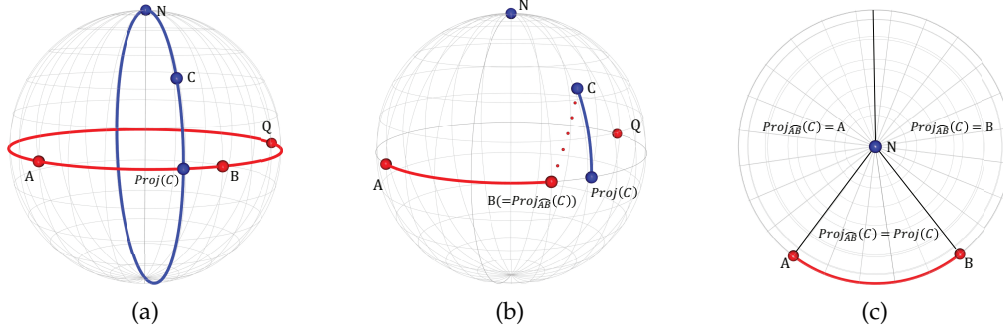 N
C
Q
A
Proj(C)
B
(a)
N
C
Q
A
B(=Proj_{\widehat{AB}}(C))
Proj(C)
(b)
Proj_{\widehat{AB}}(C) = A
Proj_{\widehat{AB}}(C) = B
N
Proj_{\widehat{AB}}(C) = Proj(C)
A
B
(c)